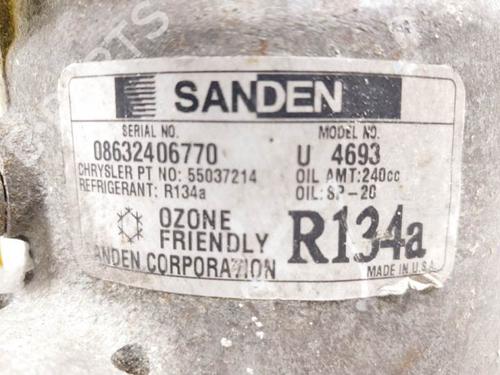 PARTS
SANDEN
SERIAL NO. MODEL NO.
08632406770 U 4693
CHRYSLER PT NO: 55037214 OIL AMT:240cc
REFRIGERANT: R134a OIL:SP-20
OZONE FRIENDLY R134a
ANDEN CORPORATION MADE IN U.S.A